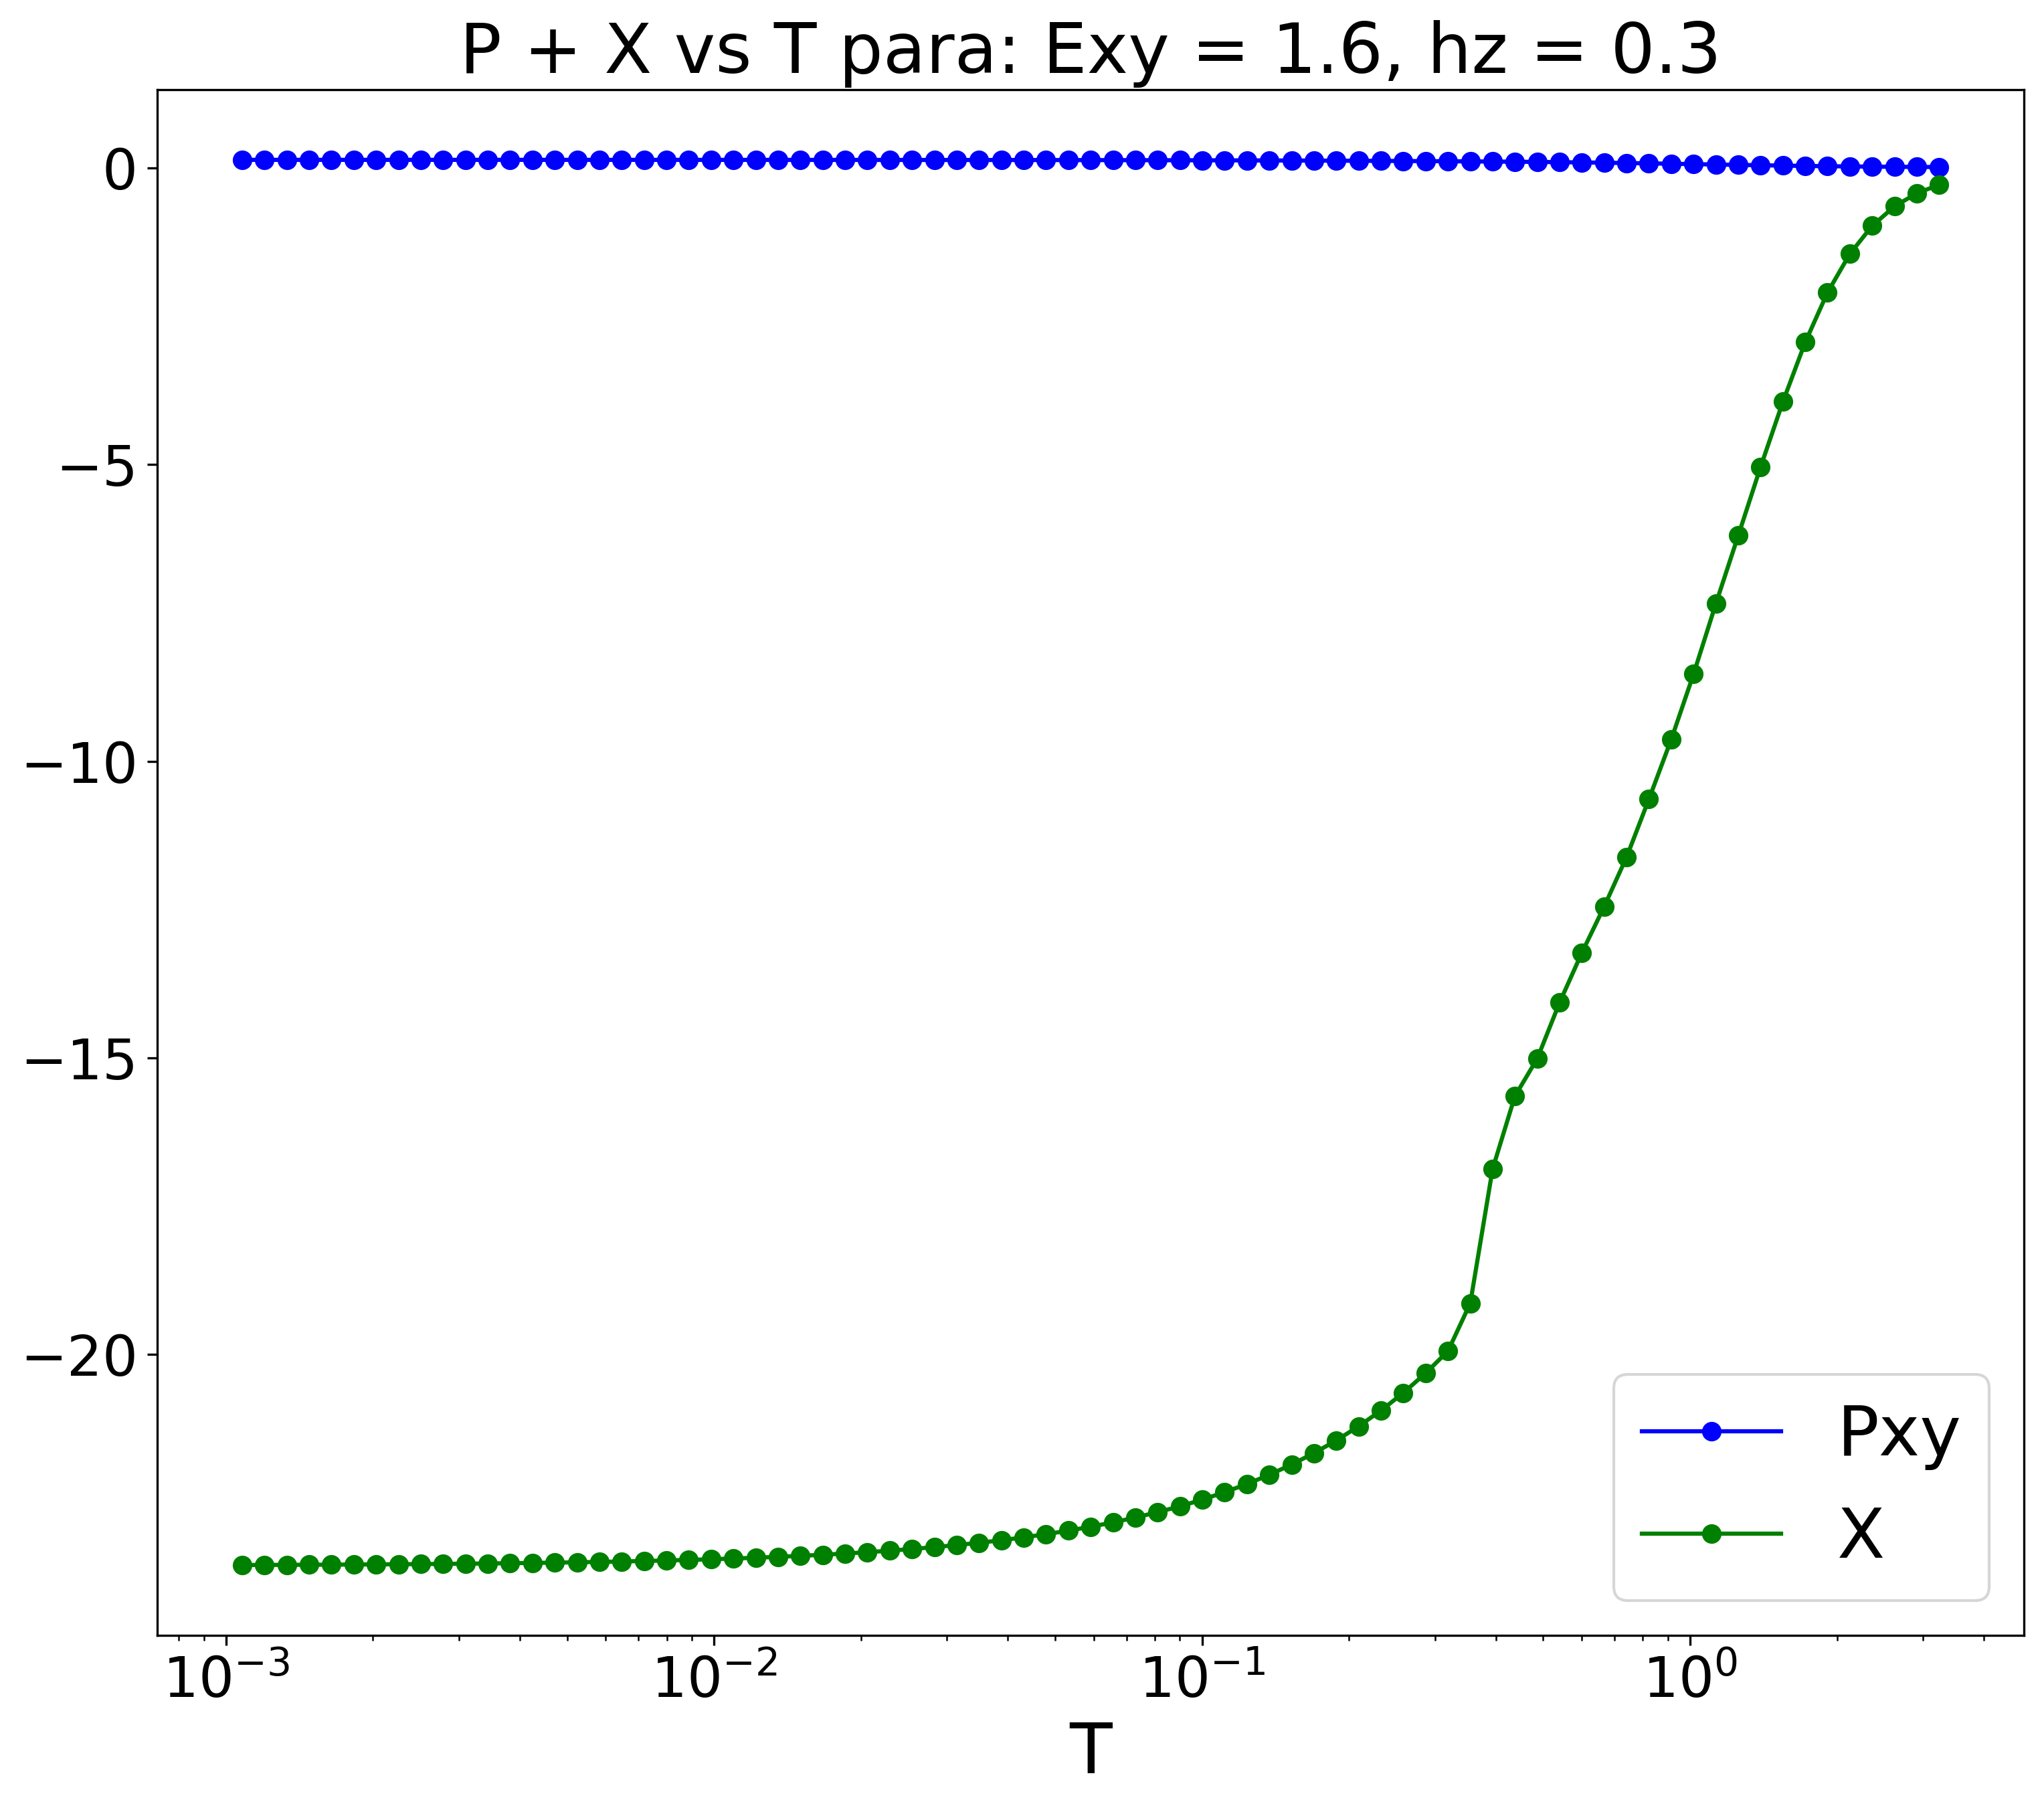 P + X vs T para: Exy = 1.6, hz = 0.3
0
−5
−10
−15
−20
Pxy
X
10⁻³ 10⁻² 10⁻¹ 10⁰
T